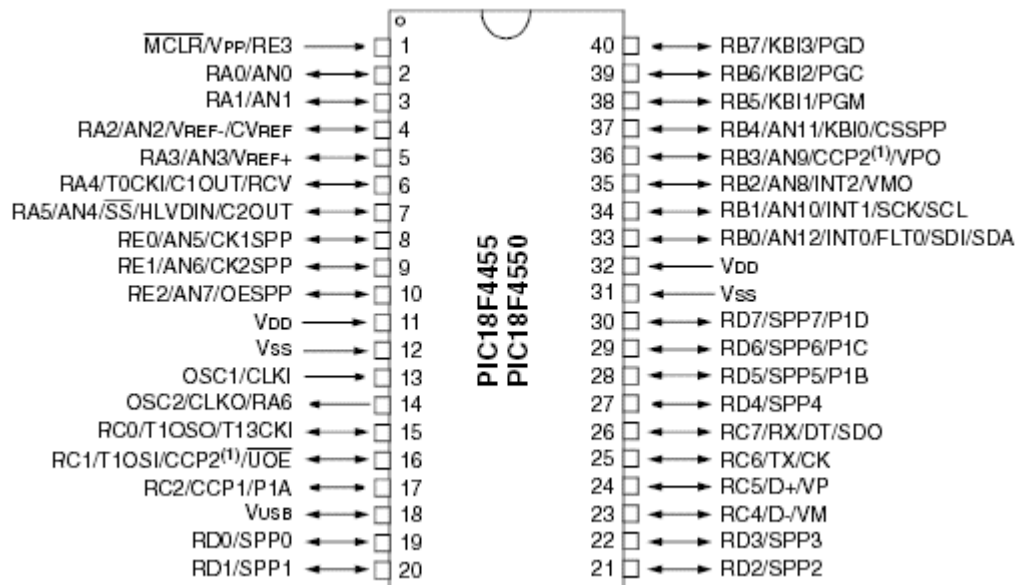 MCLR/VPP/RE3 1
RA0/AN0 2
RA1/AN1 3
RA2/AN2/VREF-/CVREF 4
RA3/AN3/VREF+ 5
RA4/T0CKI/C1OUT/RCV 6
RA5/AN4/SS/HLVDIN/C2OUT 7
RE0/AN5/CK1SPP 8
RE1/AN6/CK2SPP 9
RE2/AN7/OESPP 10
VDD 11
VSS 12
OSC1/CLKI 13
OSC2/CLKO/RA6 14
RC0/T1OSO/T13CKI 15
RC1/T1OSI/CCP2(1)/UOE 16
RC2/CCP1/P1A 17
VUSB 18
RD0/SPP0 19
RD1/SPP1 20
PIC18F4455
PIC18F4550
40 RB7/KBI3/PGD
39 RB6/KBI2/PGC
38 RB5/KBI1/PGM
37 RB4/AN11/KBI0/CSSPP
36 RB3/AN9/CCP2(1)/VPO
35 RB2/AN8/INT2/VMO
34 RB1/AN10/INT1/SCK/SCL
33 RB0/AN12/INT0/FLT0/SDI/SDA
32 VDD
31 VSS
30 RD7/SPP7/P1D
29 RD6/SPP6/P1C
28 RD5/SPP5/P1B
27 RD4/SPP4
26 RC7/RX/DT/SDO
25 RC6/TX/CK
24 RC5/D+/VP
23 RC4/D-/VM
22 RD3/SPP3
21 RD2/SPP2